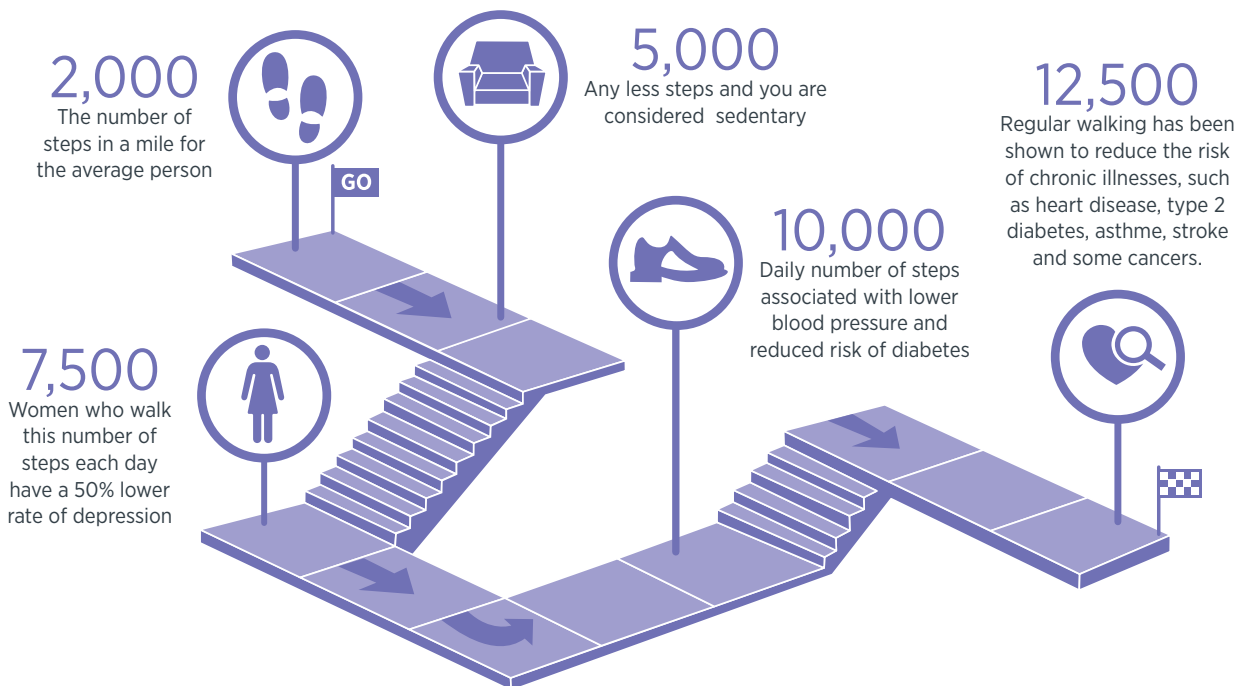 2,000
The number of
steps in a mile for
the average person
GO
5,000
Any less steps and you are
considered sedentary
7,500
Women who walk
this number of
steps each day
have a 50% lower
rate of depression
10,000
Daily number of steps
associated with lower
blood pressure and
reduced risk of diabetes
12,500
Regular walking has been
shown to reduce the risk
of chronic illnesses, such
as heart disease, type 2
diabetes, asthme, stroke
and some cancers.